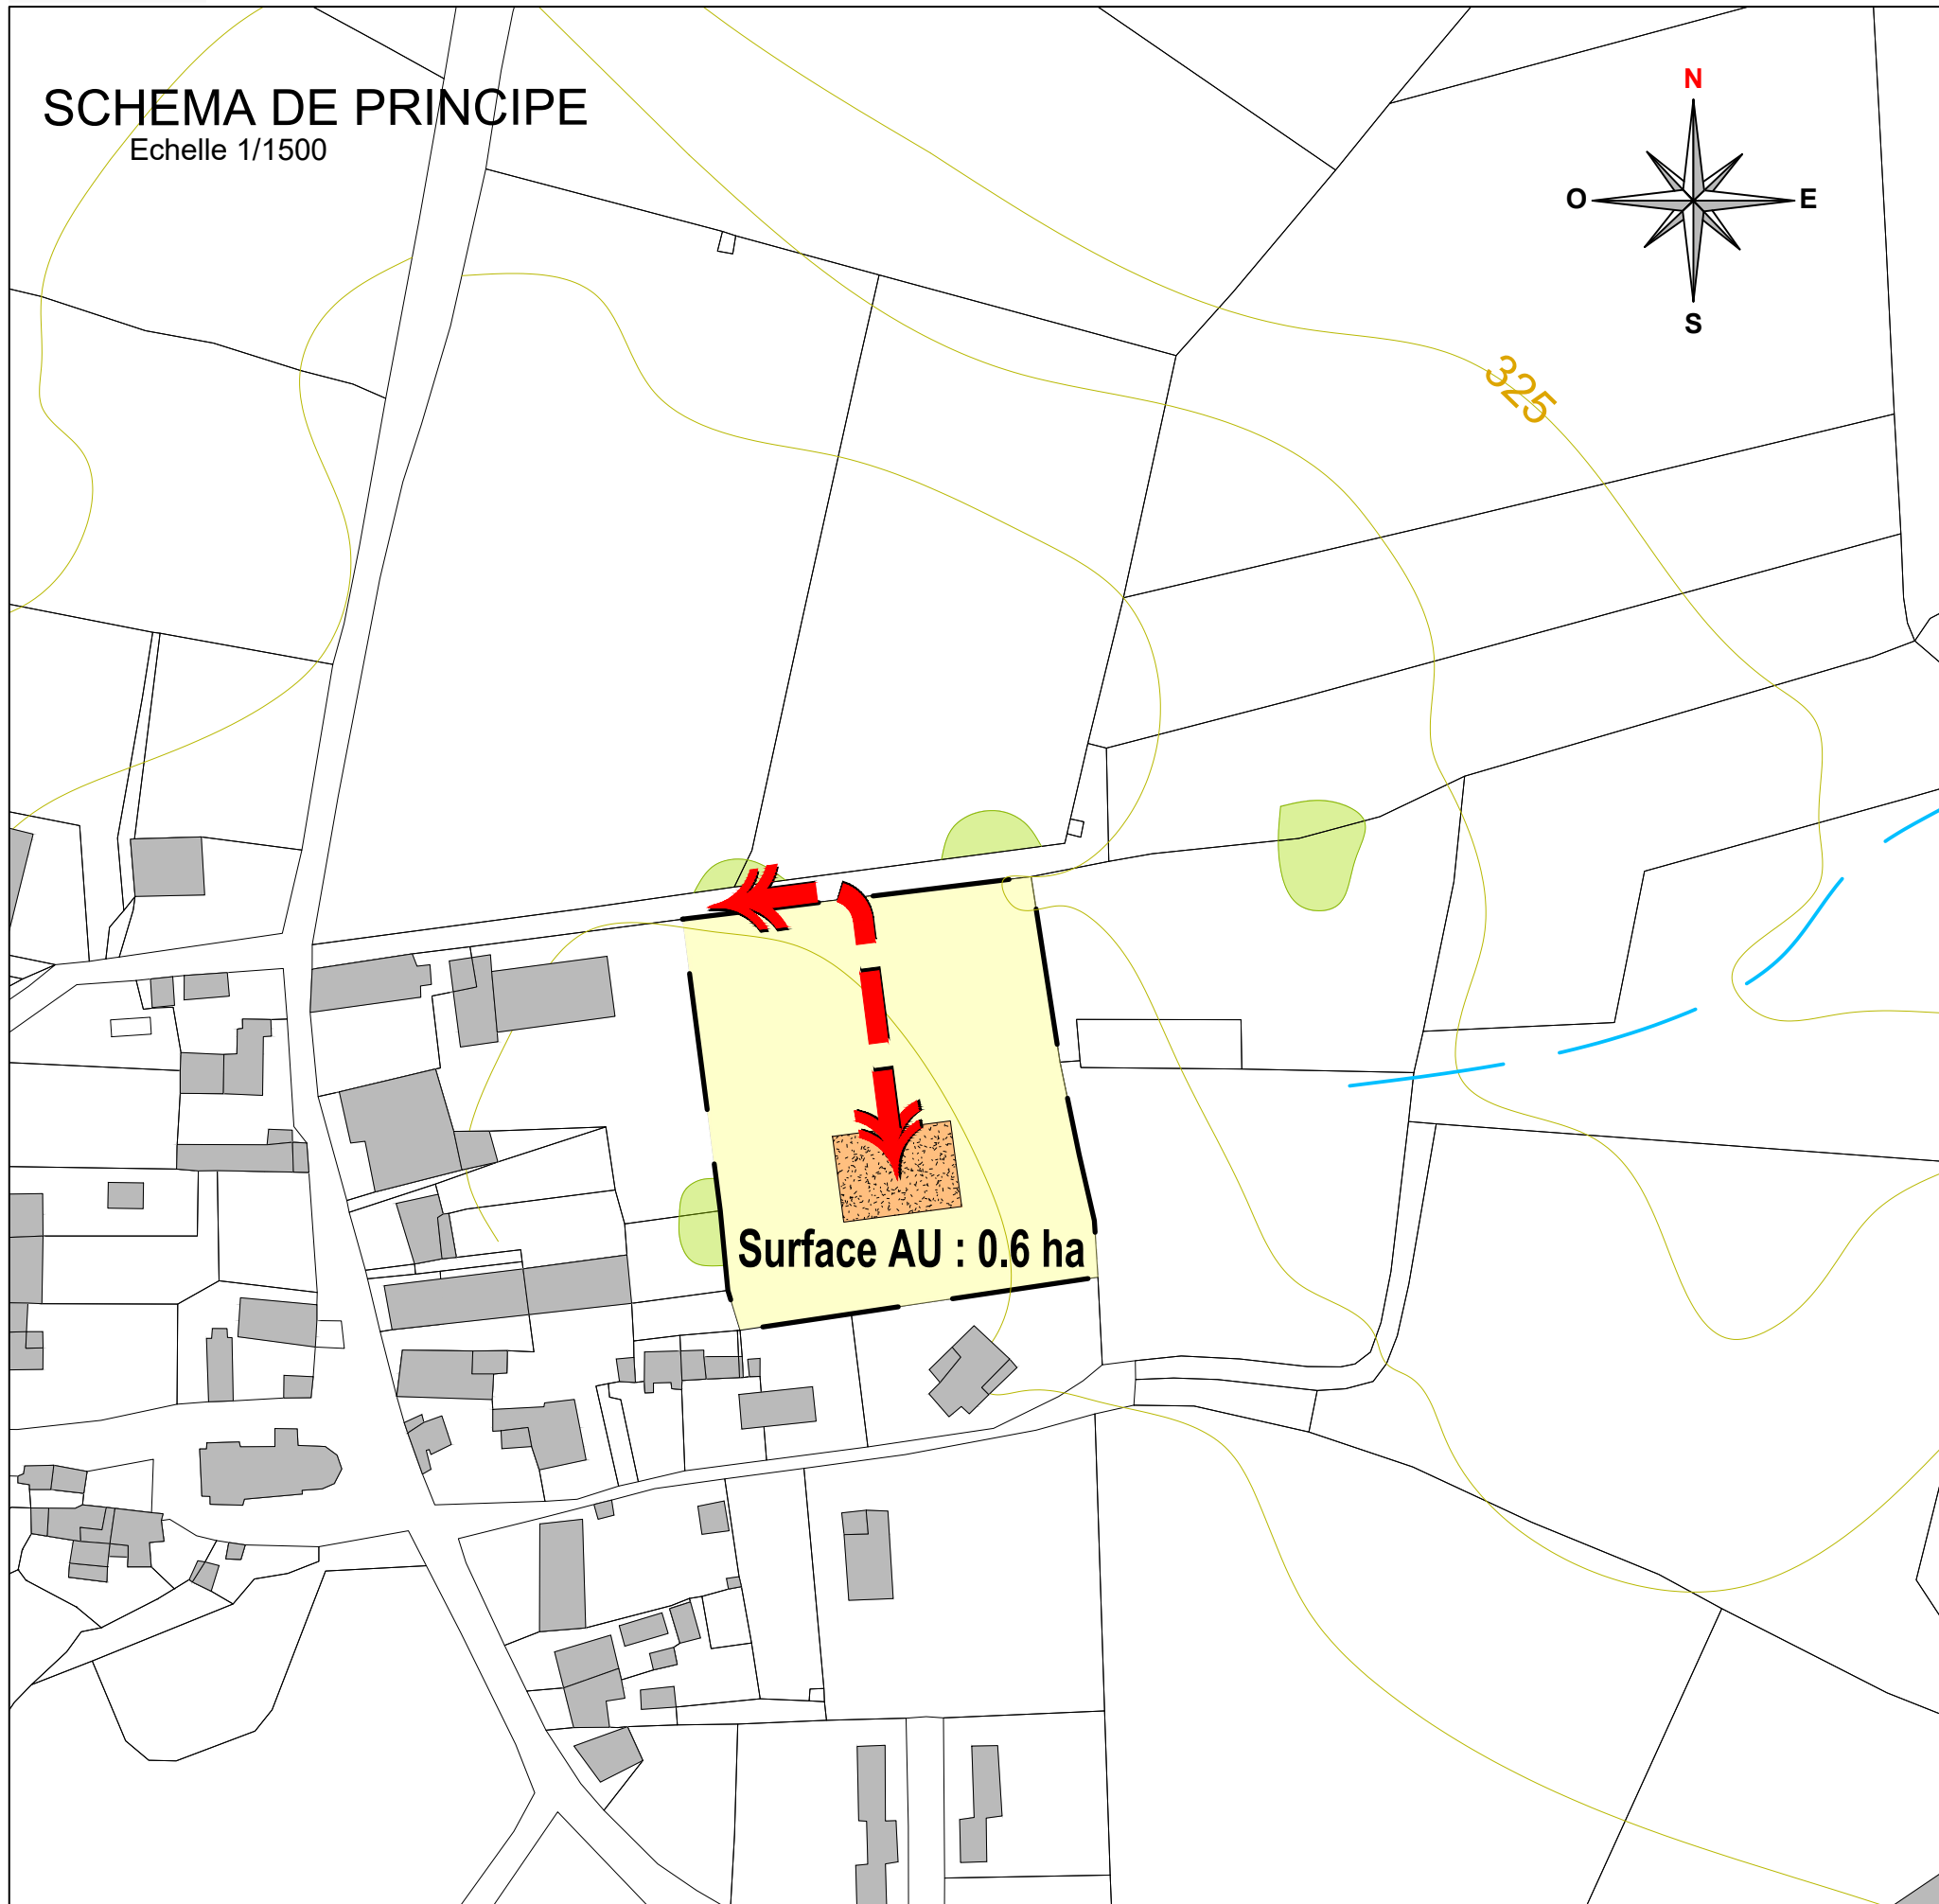 SCHEMA DE PRINCIPE
Echelle 1/1500
N
O
E
S
325
Surface AU : 0.6 ha